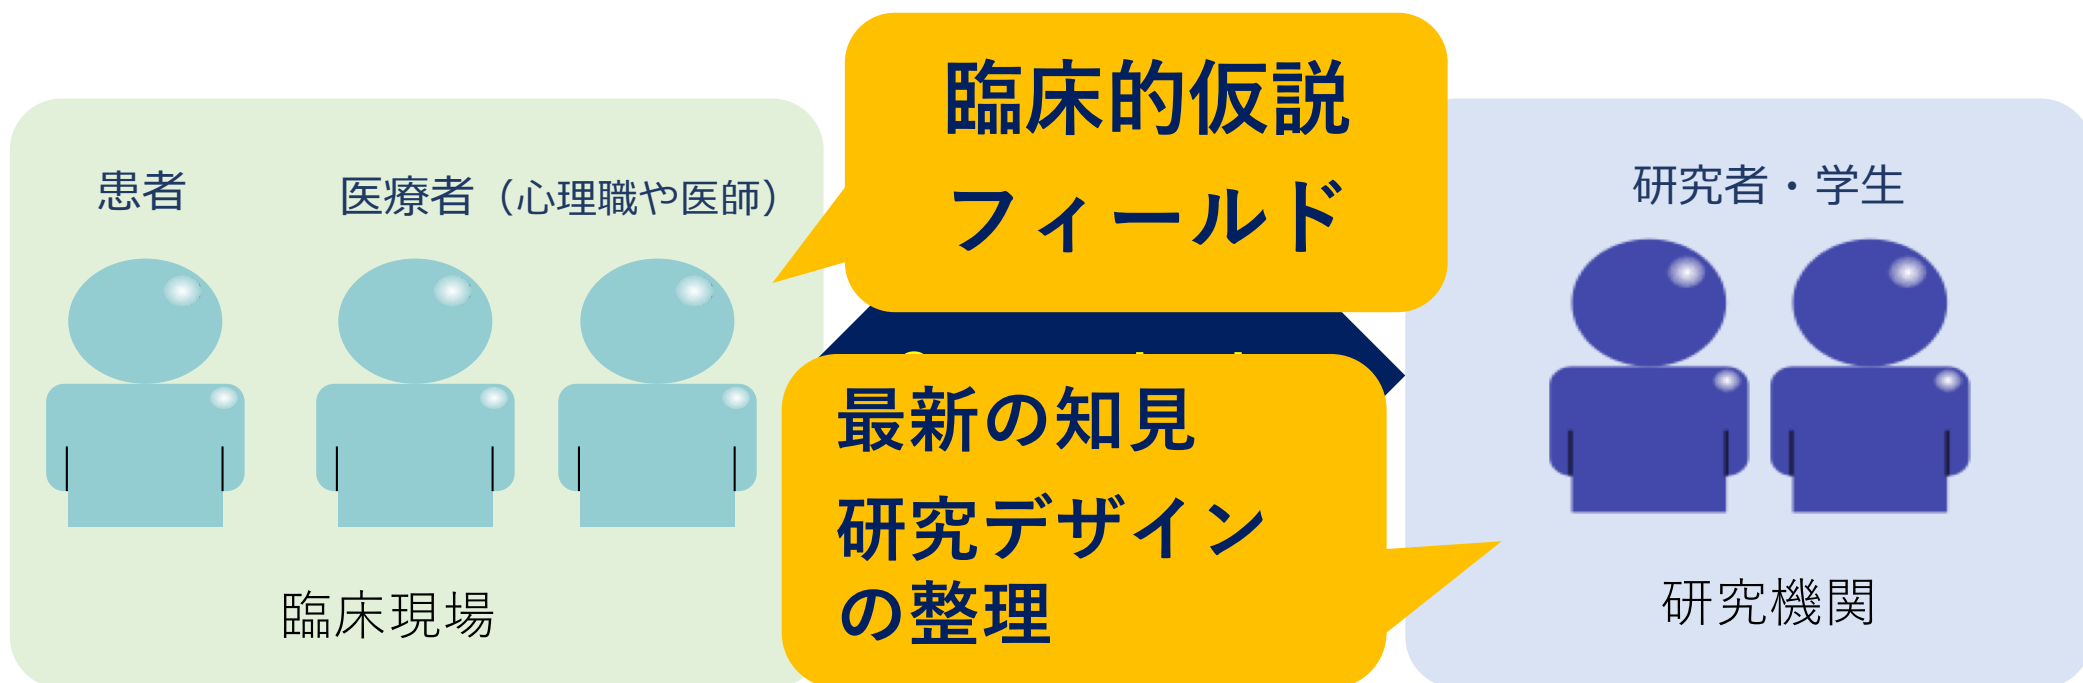 臨床的仮説
フィールド
患者
医療者（心理職や医師）
研究者・学生
最新の知見
研究デザイン
の整理
臨床現場
研究機関